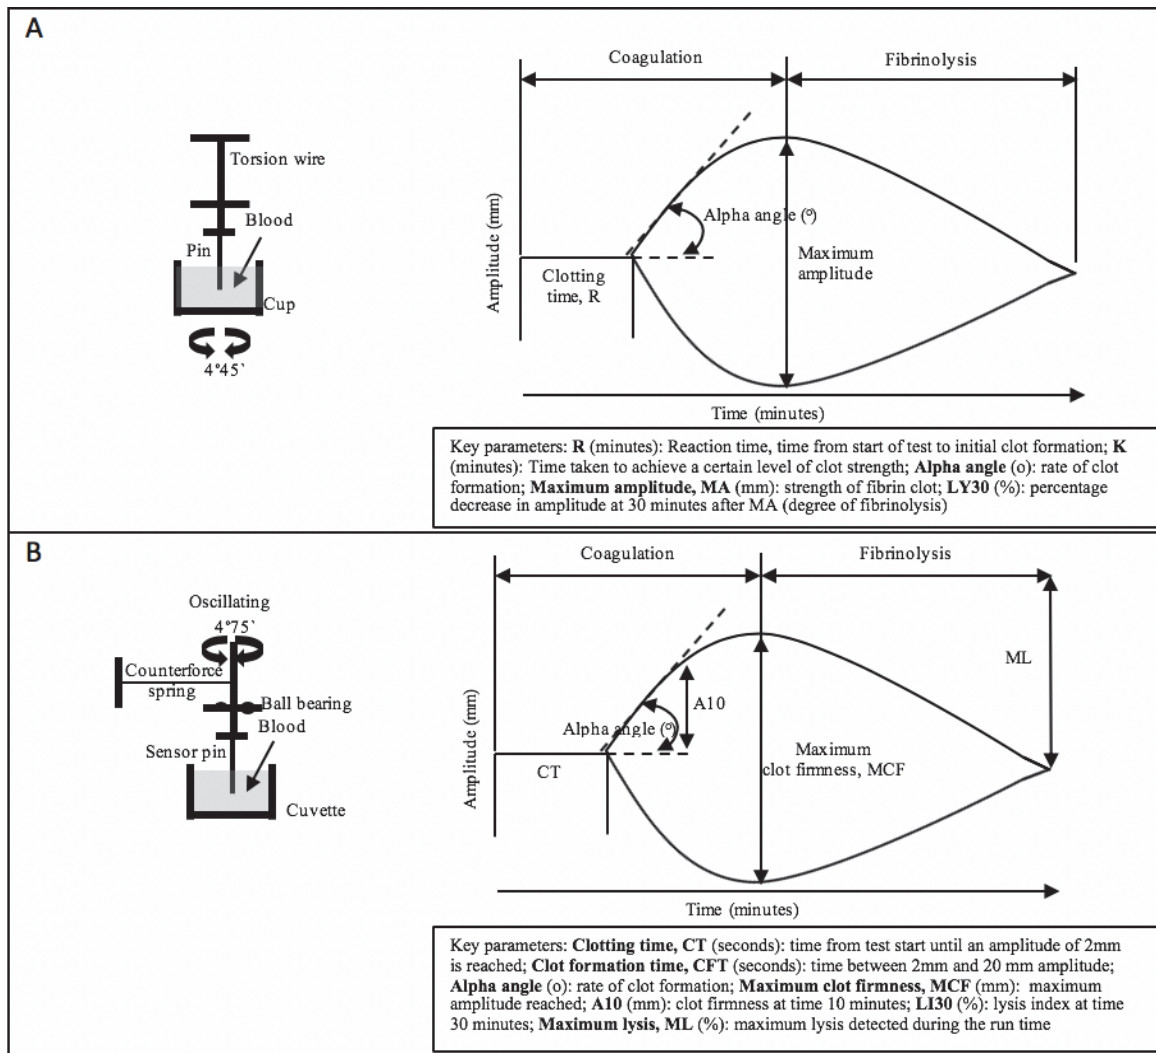 A
Coagulation
Fibrinolysis
Torsion wire
Blood
Pin
Cup
4°45`
Amplitude (mm)
Alpha angle (º)
Clotting
time, R
Maximum
amplitude
Time (minutes)
Key parameters: R (minutes): Reaction time, time from start of test to initial clot formation; K
(minutes): Time taken to achieve a certain level of clot strength; Alpha angle (o): rate of clot
formation; Maximum amplitude, MA (mm): strength of fibrin clot; LY30 (%): percentage
decrease in amplitude at 30 minutes after MA (degree of fibrinolysis)
B
Coagulation
Fibrinolysis
Oscillating
4°75`
Counterforce
spring
Ball bearing
Blood
Sensor pin
Cuvette
Amplitude (mm)
Alpha angle (º)
A10
ML
CT
Maximum
clot firmness, MCF
Time (minutes)
Key parameters: Clotting time, CT (seconds): time from test start until an amplitude of 2mm
is reached; Clot formation time, CFT (seconds): time between 2mm and 20 mm amplitude;
Alpha angle (o): rate of clot formation; Maximum clot firmness, MCF (mm): maximum
amplitude reached; A10 (mm): clot firmness at time 10 minutes; LI30 (%): lysis index at time
30 minutes; Maximum lysis, ML (%): maximum lysis detected during the run time